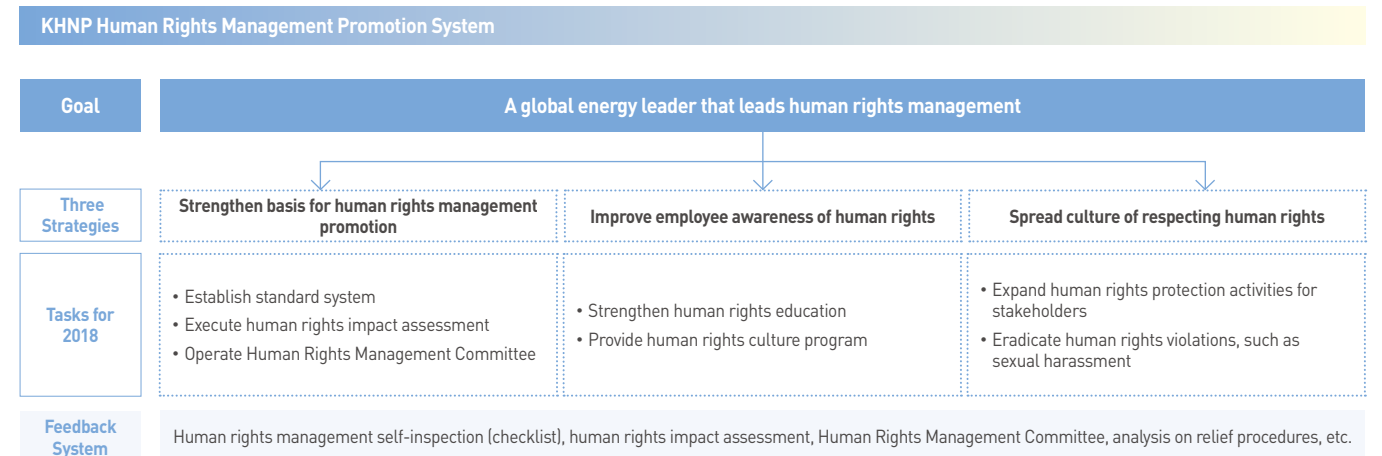 KHNP Human Rights Management Promotion System
Goal
A global energy leader that leads human rights management
Three
Strategies
Strengthen basis for human rights management
promotion
Improve employee awareness of human rights
Spread culture of respecting human rights
Tasks for
2018
• Establish standard system
• Execute human rights impact assessment
• Operate Human Rights Management Committee
• Strengthen human rights education
• Provide human rights culture program
• Expand human rights protection activities for
stakeholders
• Eradicate human rights violations, such as
sexual harassment
Feedback
System
Human rights management self-inspection (checklist), human rights impact assessment, Human Rights Management Committee, analysis on relief procedures, etc.